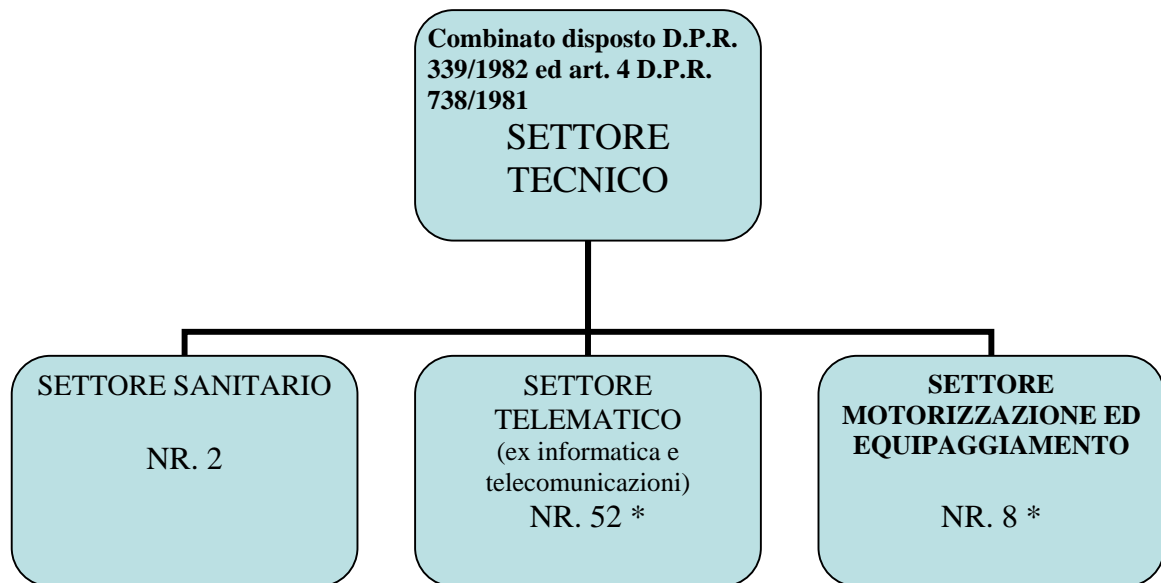 Combinato disposto D.P.R.
339/1982 ed art. 4 D.P.R.
738/1981
SETTORE
TECNICO
SETTORE SANITARIO
NR. 2
SETTORE
TELEMATICO
(ex informatica e
telecomunicazioni)
NR. 52 *
SETTORE
MOTORIZZAZIONE ED
EQUIPAGGIAMENTO
NR. 8 *